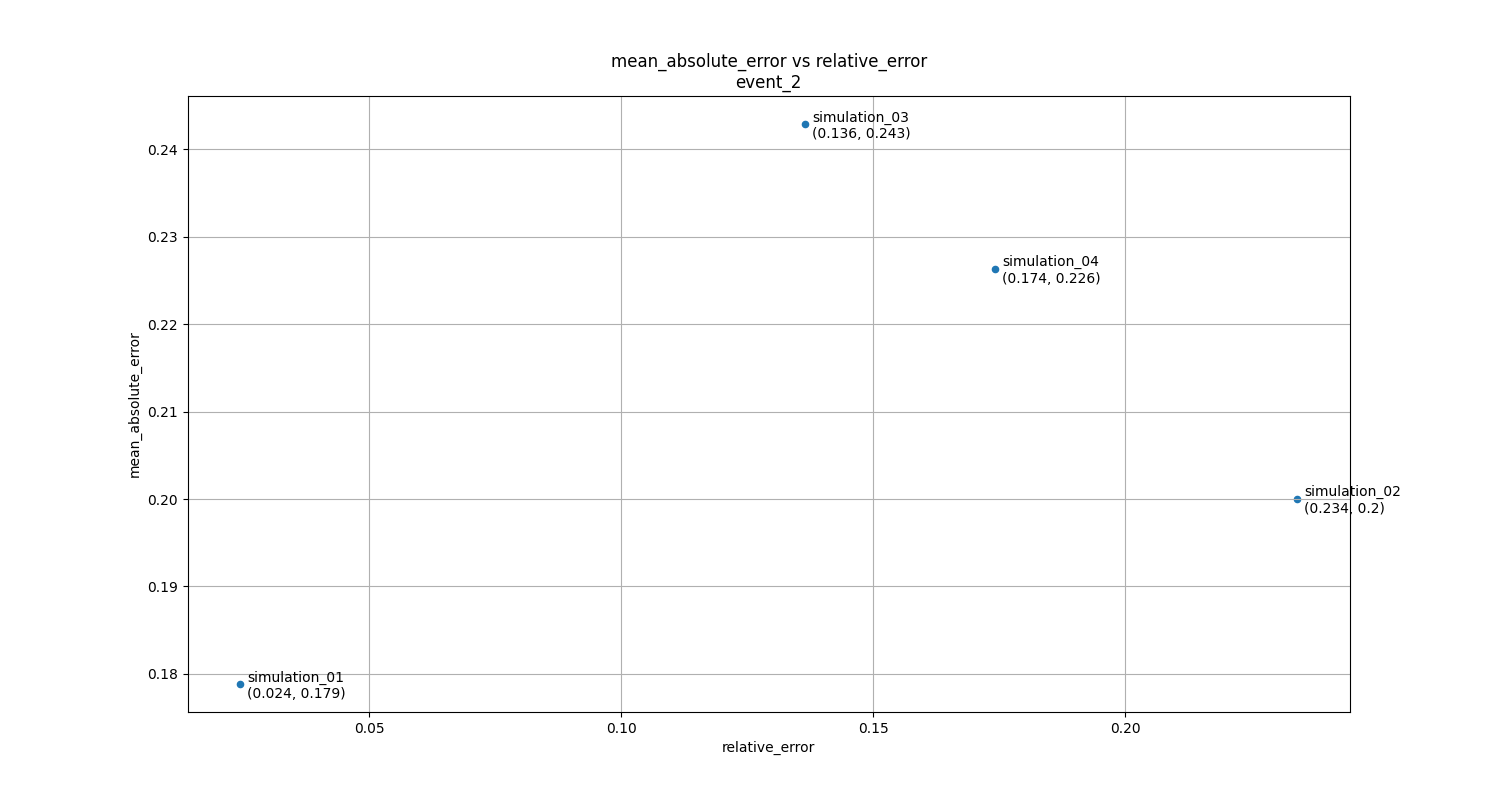 mean_absolute_error vs relative_error
event_2
simulation_03
(0.136, 0.243)
0.24
0.23
simulation_04
(0.174, 0.226)
0.22
mean_absolute_error
0.21
0.20
simulation_02
(0.234, 0.2)
0.19
0.18
simulation_01
(0.024, 0.179)
0.05
0.10
0.15
0.20
relative_error